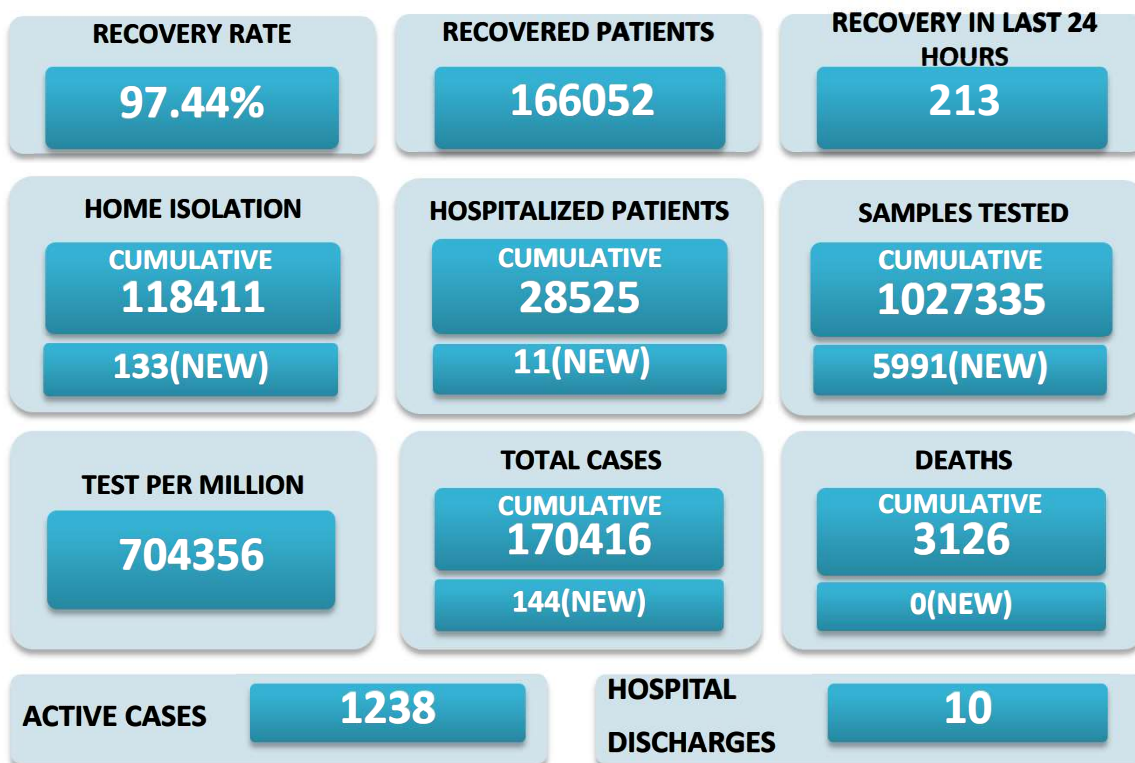 RECOVERY RATE
97.44%
RECOVERED PATIENTS
166052
RECOVERY IN LAST 24
HOURS
213
HOME ISOLATION
CUMULATIVE
118411
133(NEW)
HOSPITALIZED PATIENTS
CUMULATIVE
28525
11(NEW)
SAMPLES TESTED
CUMULATIVE
1027335
5991(NEW)
TEST PER MILLION
704356
TOTAL CASES
CUMULATIVE
170416
144(NEW)
DEATHS
CUMULATIVE
3126
0(NEW)
ACTIVE CASES
1238
HOSPITAL
DISCHARGES
10